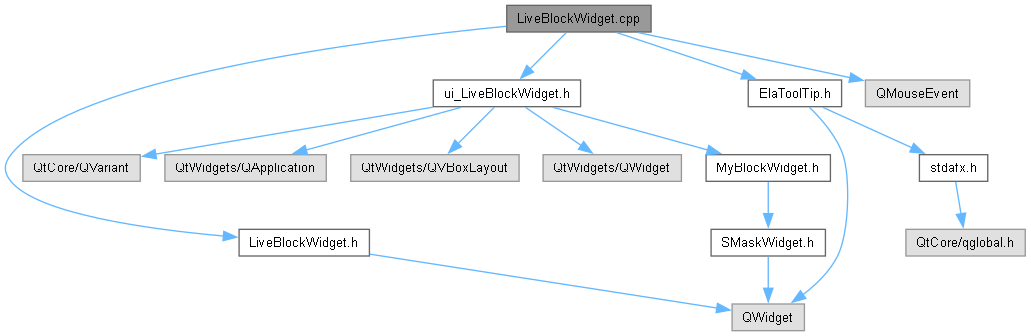 LiveBlockWidget.cpp
ui_LiveBlockWidget.h
ElaToolTip.h
QMouseEvent
QtCore/QVariant
QtWidgets/QApplication
QtWidgets/QVBoxLayout
QtWidgets/QWidget
MyBlockWidget.h
stdafx.h
LiveBlockWidget.h
SMaskWidget.h
QtCore/qglobal.h
QWidget